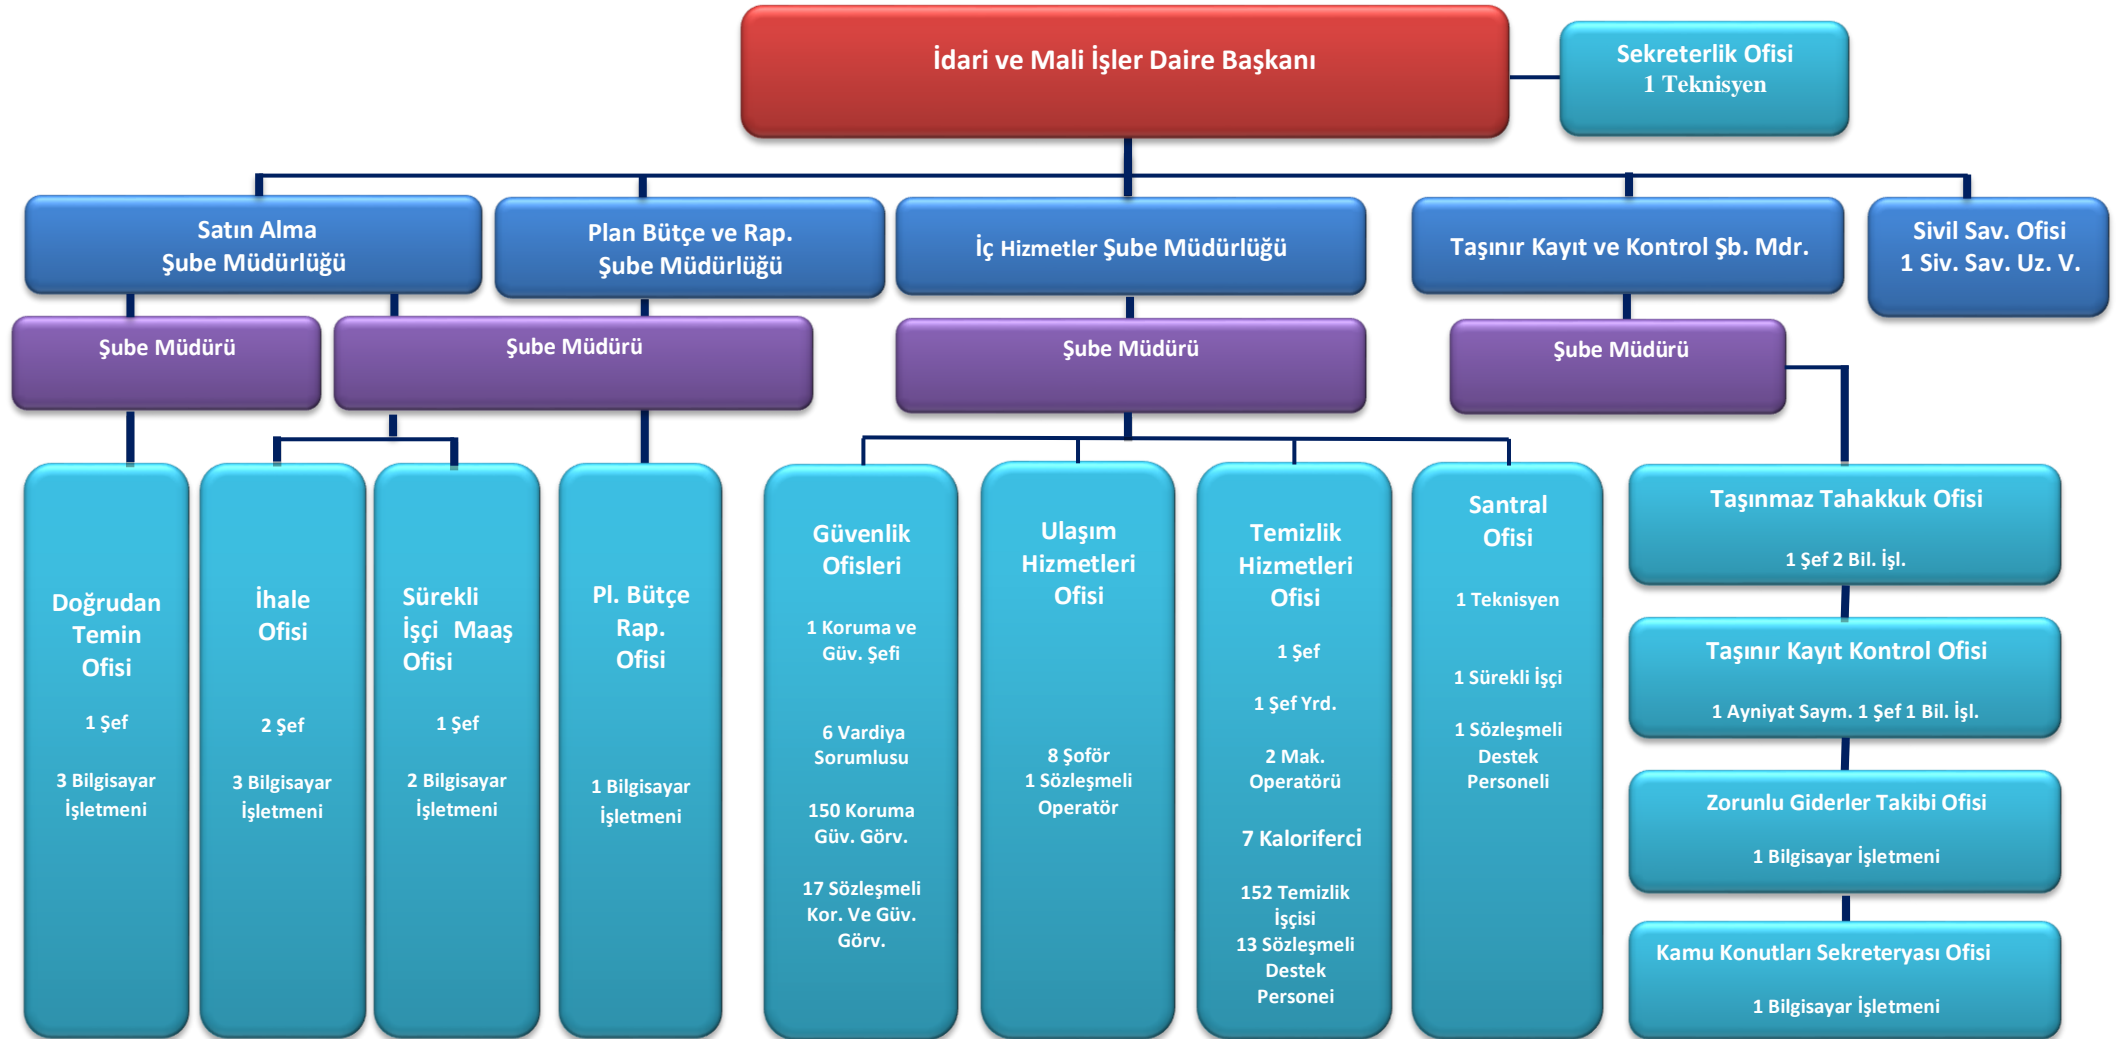 İdari ve Mali İşler Daire Başkanı
Sekreterlik Ofisi
1 Teknisyen
Satın Alma
Şube Müdürlüğü
Plan Bütçe ve Rap.
Şube Müdürlüğü
İç Hizmetler Şube Müdürlüğü
Taşınır Kayıt ve Kontrol Şb. Mdr.
Sivil Sav. Ofisi
1 Siv. Sav. Uz. V.
Şube Müdürü
Şube Müdürü
Şube Müdürü
Şube Müdürü
Doğrudan
Temin
Ofisi
1 Şef
3 Bilgisayar
İşletmeni
İhale
Ofisi
2 Şef
3 Bilgisayar
İşletmeni
Sürekli
İşçi Maaş
Ofisi
1 Şef
2 Bilgisayar
İşletmeni
Pl. Bütçe
Rap.
Ofisi
1 Bilgisayar
İşletmeni
Güvenlik
Ofisleri
1 Koruma ve
Güv. Şefi
6 Vardiya
Sorumlusu
150 Koruma
Güv. Görv.
17 Sözleşmeli
Kor. Ve Güv.
Görv.
Ulaşım
Hizmetleri
Ofisi
8 Şoför
1 Sözleşmeli
Operatör
Temizlik
Hizmetleri
Ofisi
1 Şef
1 Şef Yrd.
2 Mak.
Operatörü
7 Kaloriferci
152 Temizlik
İşçisi
13 Sözleşmeli
Destek
Personei
Santral
Ofisi
1 Teknisyen
1 Sürekli İşçi
1 Sözleşmeli
Destek
Personeli
Taşınmaz Tahakkuk Ofisi
1 Şef 2 Bil. İşl.
Taşınır Kayıt Kontrol Ofisi
1 Ayniyat Saym. 1 Şef 1 Bil. İşl.
Zorunlu Giderler Takibi Ofisi
1 Bilgisayar İşletmeni
Kamu Konutları Sekreteryası Ofisi
1 Bilgisayar İşletmeni